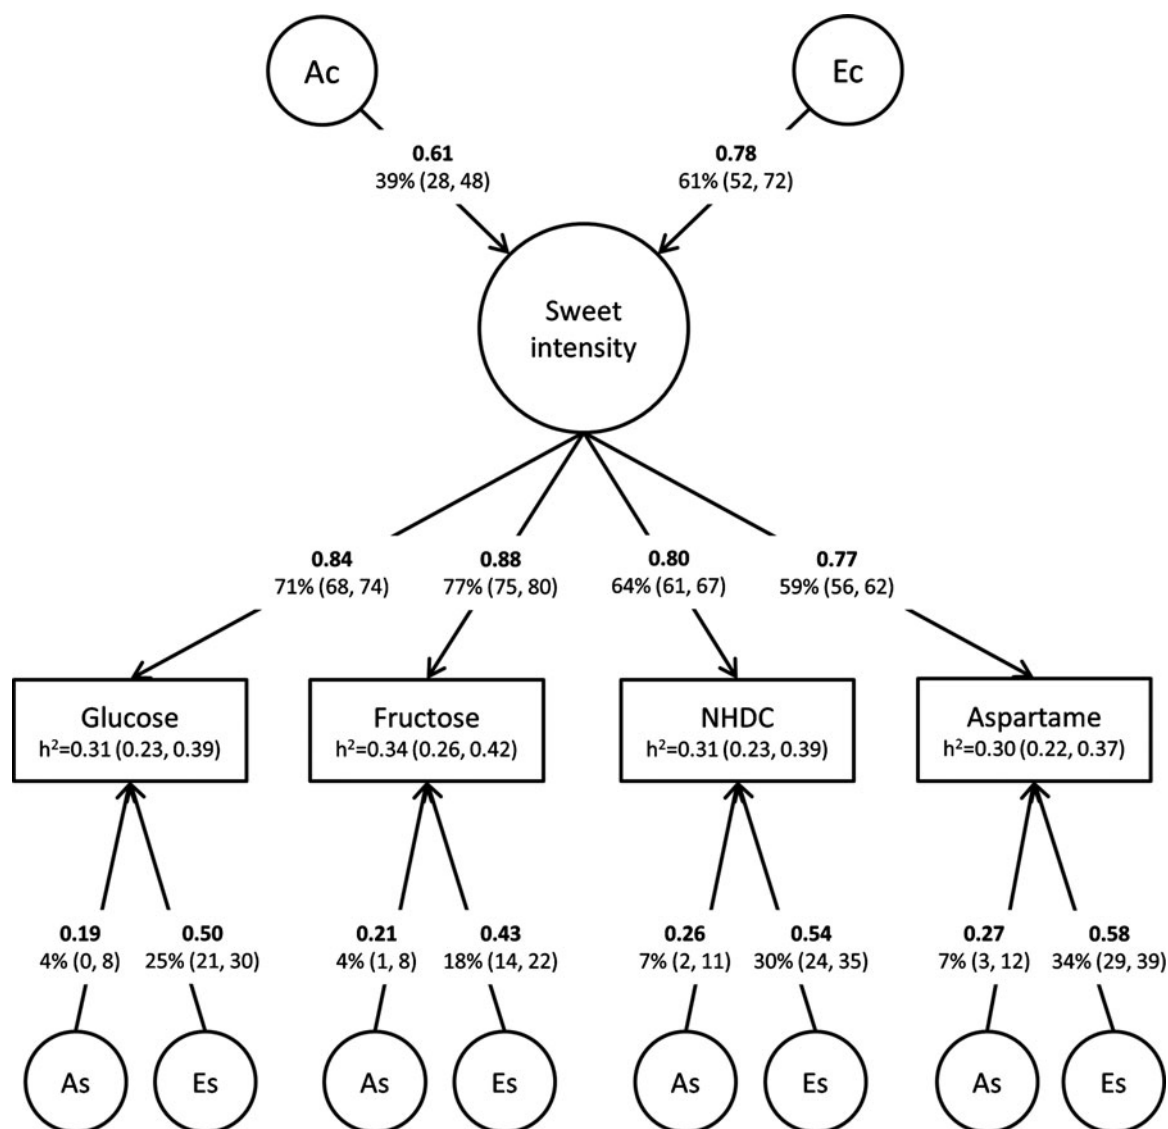 Ac
Ec
0.61
39% (28, 48)
0.78
61% (52, 72)
Sweet
intensity
0.84
71% (68, 74)
0.88
77% (75, 80)
0.80
64% (61, 67)
0.77
59% (56, 62)
Glucose
h²=0.31 (0.23, 0.39)
Fructose
h²=0.34 (0.26, 0.42)
NHDC
h²=0.31 (0.23, 0.39)
Aspartame
h²=0.30 (0.22, 0.37)
0.19
4% (0, 8)
0.50
25% (21, 30)
0.21
4% (1, 8)
0.43
18% (14, 22)
0.26
7% (2, 11)
0.54
30% (24, 35)
0.27
7% (3, 12)
0.58
34% (29, 39)
As
Es
As
Es
As
Es
As
Es